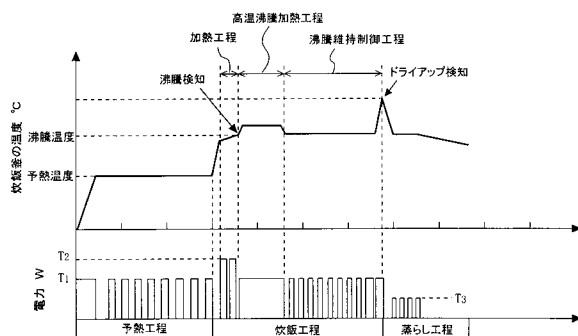 高温沸騰加熱工程
加熱工程
沸騰維持制御工程
沸騰検知
ドライアップ検知
炊飯釜の温度 ℃
沸騰温度
予熱温度
電力 W
T2
T1
T3
予熱工程
炊飯工程
蒸らし工程